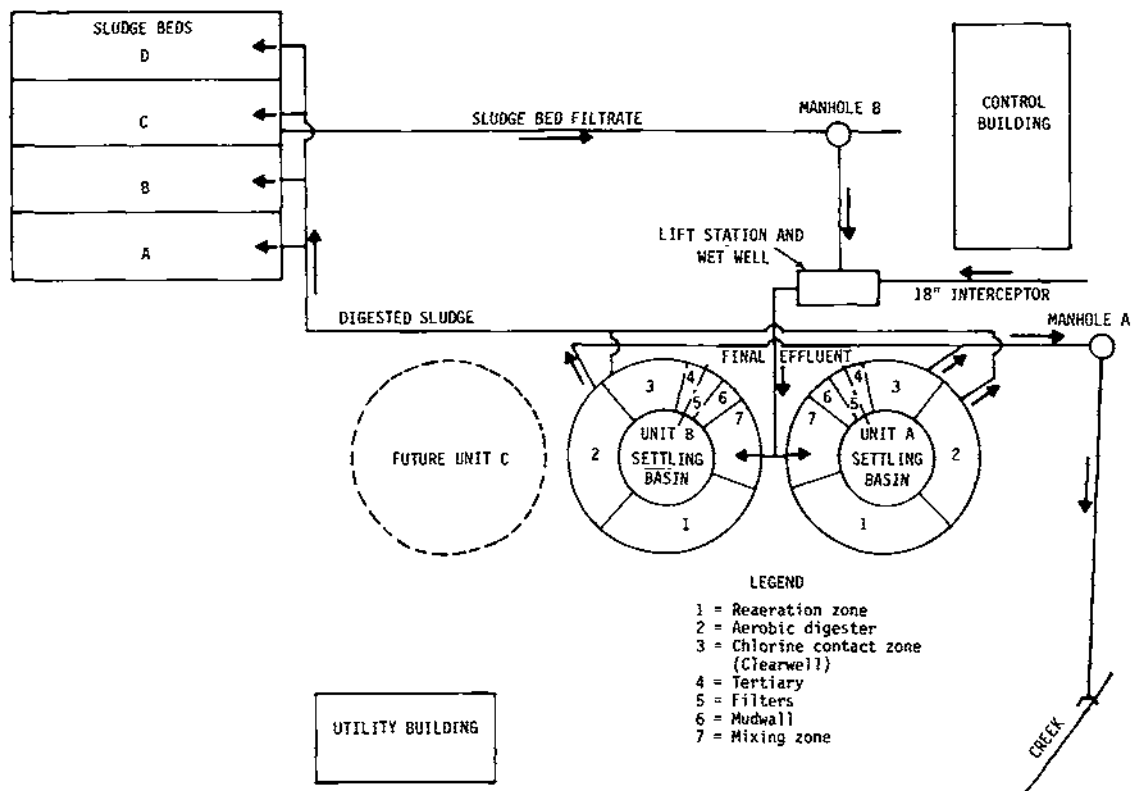 SLUDGE BEDS
D
C
B
A
SLUDGE BED FILTRATE
MANHOLE B
CONTROL
BUILDING
LIFT STATION AND
WET WELL
18" INTERCEPTOR
DIGESTED SLUDGE
MANHOLE A
FINAL EFFLUENT
3
4
5
6
7
2
1
UNIT B
SETTLING
BASIN
7
6
5
4
3
2
1
UNIT A
SETTLING
BASIN
FUTURE UNIT C
LEGEND
1 = Reaeration zone
2 = Aerobic digester
3 = Chlorine contact zone
(Clearwell)
4 = Tertiary
5 = Filters
6 = Mudwall
7 = Mixing zone
UTILITY BUILDING
CREEK